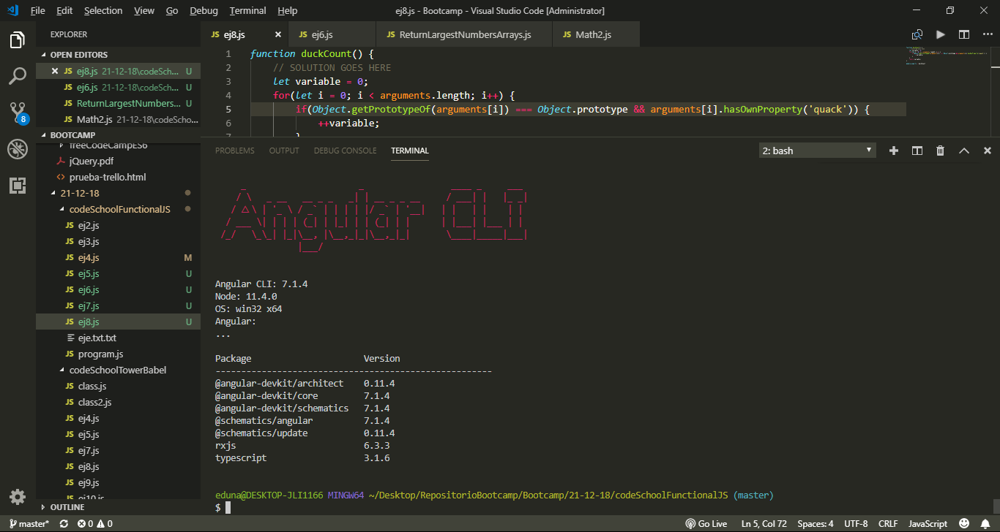 File Edit Selection View Go Debug Terminal Help
ej8.js - Bootcamp - Visual Studio Code [Administrator]
EXPLORER
OPEN EDITORS
JS ej8.js 21-12-18\codeSch... U
JS ej6.js 21-12-18\codeSch... U
JS ReturnLargestNumbers... U
JS Math2.js 21-12-18\codeScho...
8
BOOTCAMP
freeCodeCampES6
jQuery.pdf
<> prueba-trello.html
21-12-18
codeSchoolFunctionalJS
JS ej2.js
JS ej3.js
JS ej4.js M
JS ej5.js U
JS ej6.js U
JS ej7.js U
JS ej8.js U
eje.txt.txt
JS program.js
codeSchoolTowerBabel
JS class.js
JS class2.js
JS ej4.js
JS ej5.js
JS ej7.js
JS ej8.js
JS ej9.js
JS ej10.js
OUTLINE
JS ej8.js JS ej6.js JS ReturnLargestNumbersArrays.js JS Math2.js
1 function duckCount() {
2 // SOLUTION GOES HERE
3 let variable = 0;
4 for(let i = 0; i < arguments.length; i++) {
5 if(Object.getPrototypeOf(arguments[i]) === Object.prototype && arguments[i].hasOwnProperty('quack')) {
6 ++variable;
7 }
PROBLEMS OUTPUT DEBUG CONSOLE TERMINAL
2: bash
Angular CLI
Angular CLI: 7.1.4
Node: 11.4.0
OS: win32 x64
Angular:
...
Package Version
------------------------------------------------------
@angular-devkit/architect 0.11.4
@angular-devkit/core 7.1.4
@angular-devkit/schematics 7.1.4
@schematics/angular 7.1.4
@schematics/update 0.11.4
rxjs 6.3.3
typescript 3.1.6
eduna@DESKTOP-JLI1166 MINGW64 ~/Desktop/RepositorioBootcamp/Bootcamp/21-12-18/codeSchoolFunctionalJS (master)
$
master* 0 0 Go Live Ln 5, Col 72 Spaces: 4 UTF-8 CRLF JavaScript